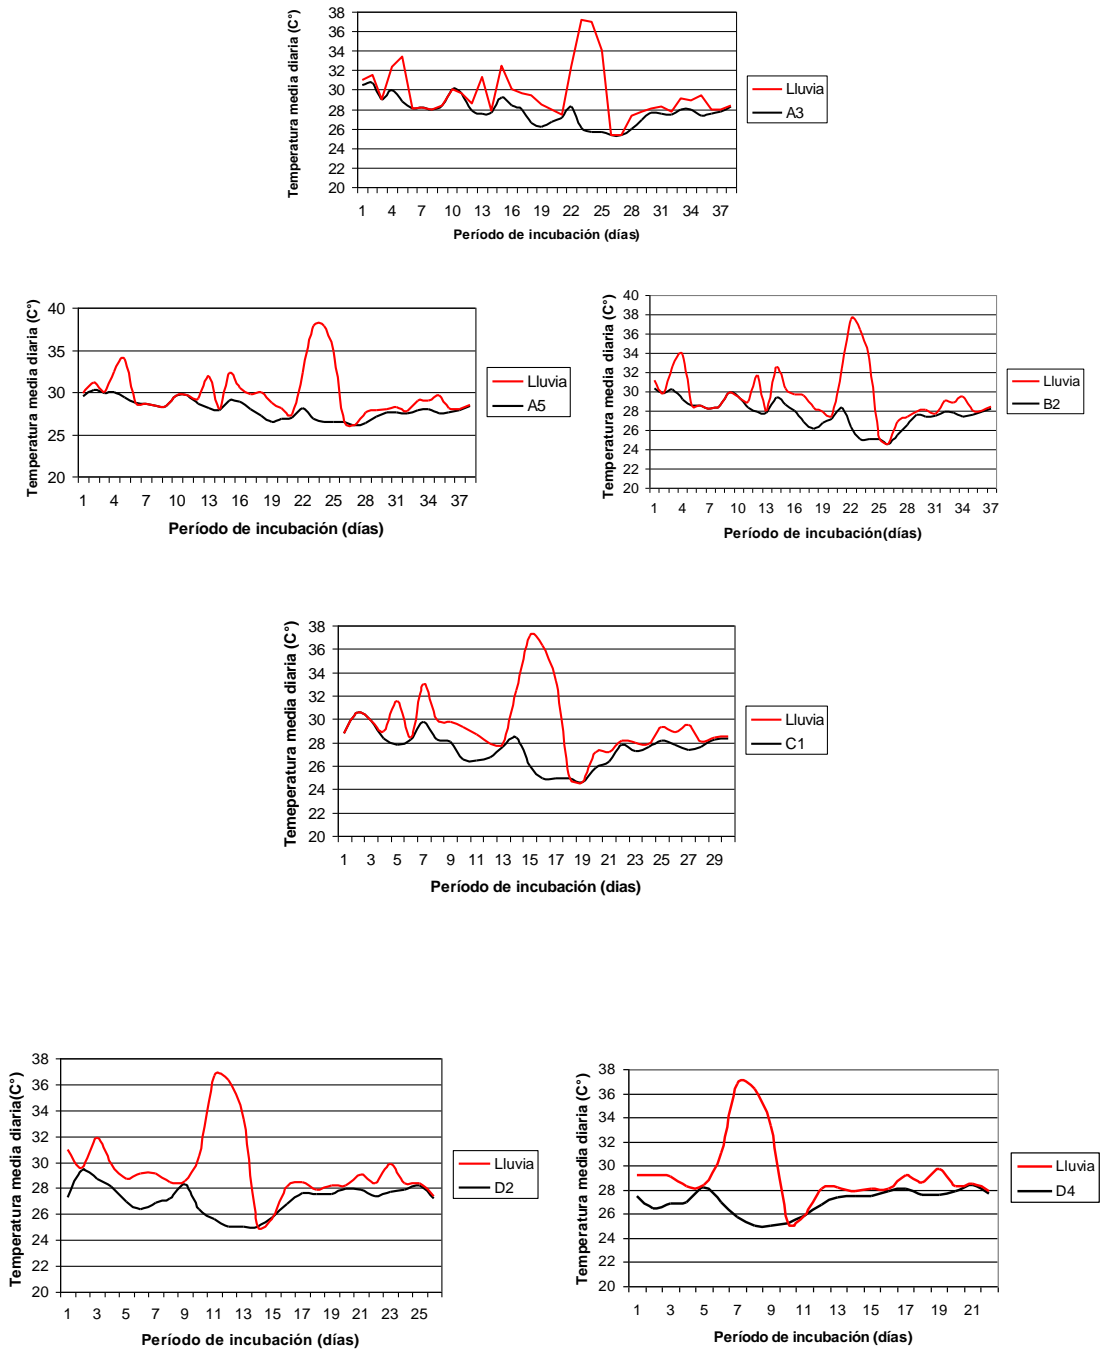 Temperatura media diaria (C°)
38
36
34
32
30
28
26
24
22
20
1 4 7 10 13 16 19 22 25 28 31 34 37
Período de incubación (días)
Lluvia
A3
Temperatura media diaria (C°)
40
35
30
25
20
1 4 7 10 13 16 19 22 25 28 31 34 37
Período de incubación (días)
Lluvia
A5
Temperatura media diaria (C°)
40
38
36
34
32
30
28
26
24
22
20
1 4 7 10 13 16 19 22 25 28 31 34 37
Período de incubación(días)
Lluvia
B2
Temeperatura media diaria (C°)
38
36
34
32
30
28
26
24
22
20
1 3 5 7 9 11 13 15 17 19 21 23 25 27 29
Período de incubación (dias)
Lluvia
C1
Temperatura media diaria(C°)
38
36
34
32
30
28
26
24
22
20
1 3 5 7 9 11 13 15 17 19 21 23 25
Período de incubación (días)
Lluvia
D2
Temperatura media diaria (C°)
38
36
34
32
30
28
26
24
22
20
1 3 5 7 9 11 13 15 17 19 21
Período de incubación (días)
Lluvia
D4